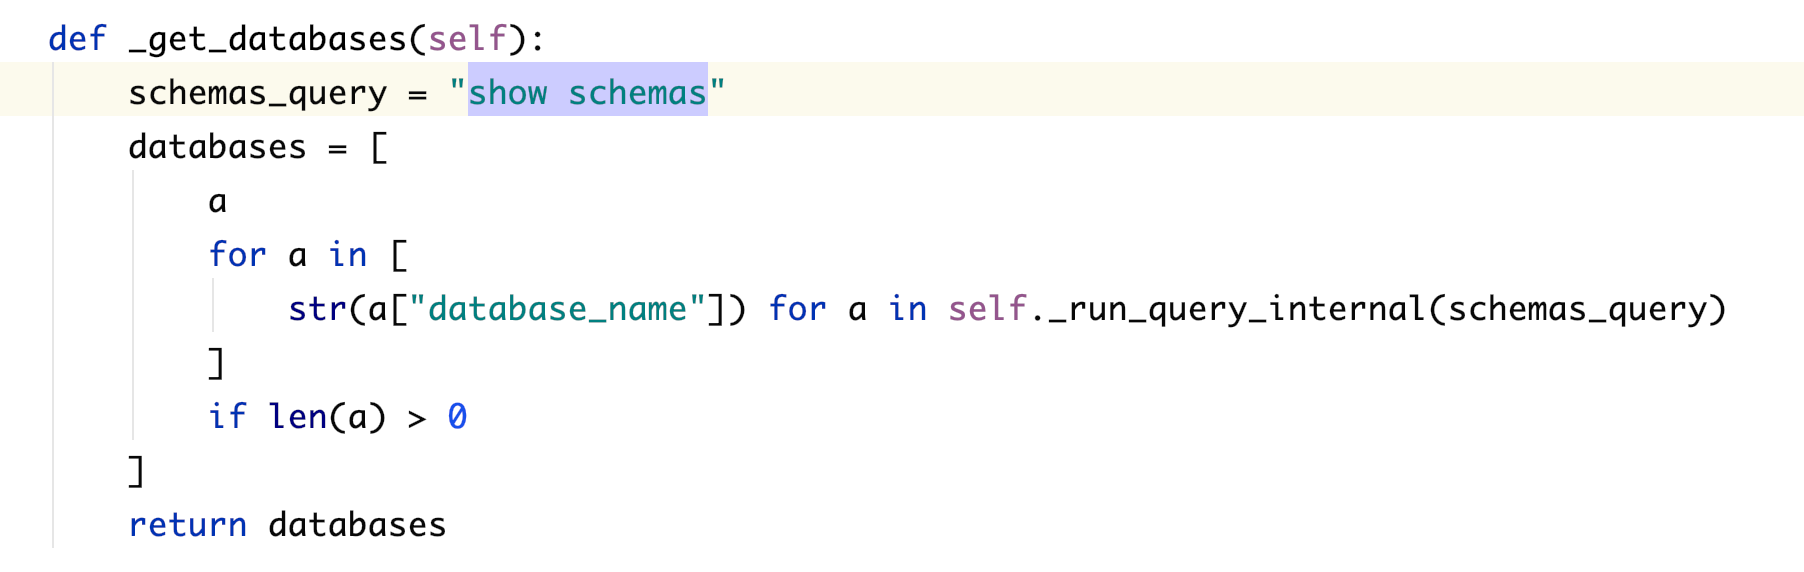 def _get_databases(self):
    schemas_query = "show schemas"
    databases = [
        a
        for a in [
            str(a["database_name"]) for a in self._run_query_internal(schemas_query)
        ]
        if len(a) > 0
    ]
    return databases